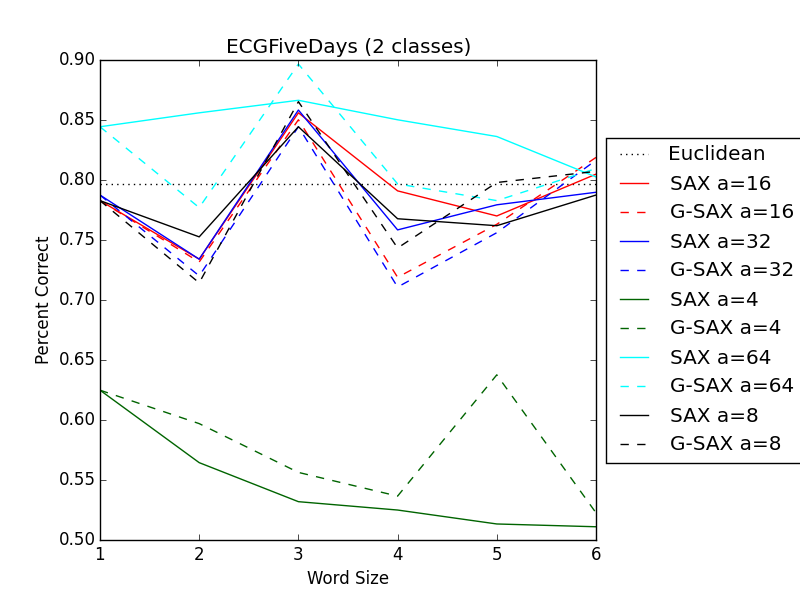 ECGFiveDays (2 classes)
0.90
0.85
0.80
0.75
0.70
0.65
0.60
0.55
0.50
Percent Correct
1 2 3 4 5 6
Word Size
Euclidean
SAX a=16
G-SAX a=16
SAX a=32
G-SAX a=32
SAX a=4
G-SAX a=4
SAX a=64
G-SAX a=64
SAX a=8
G-SAX a=8